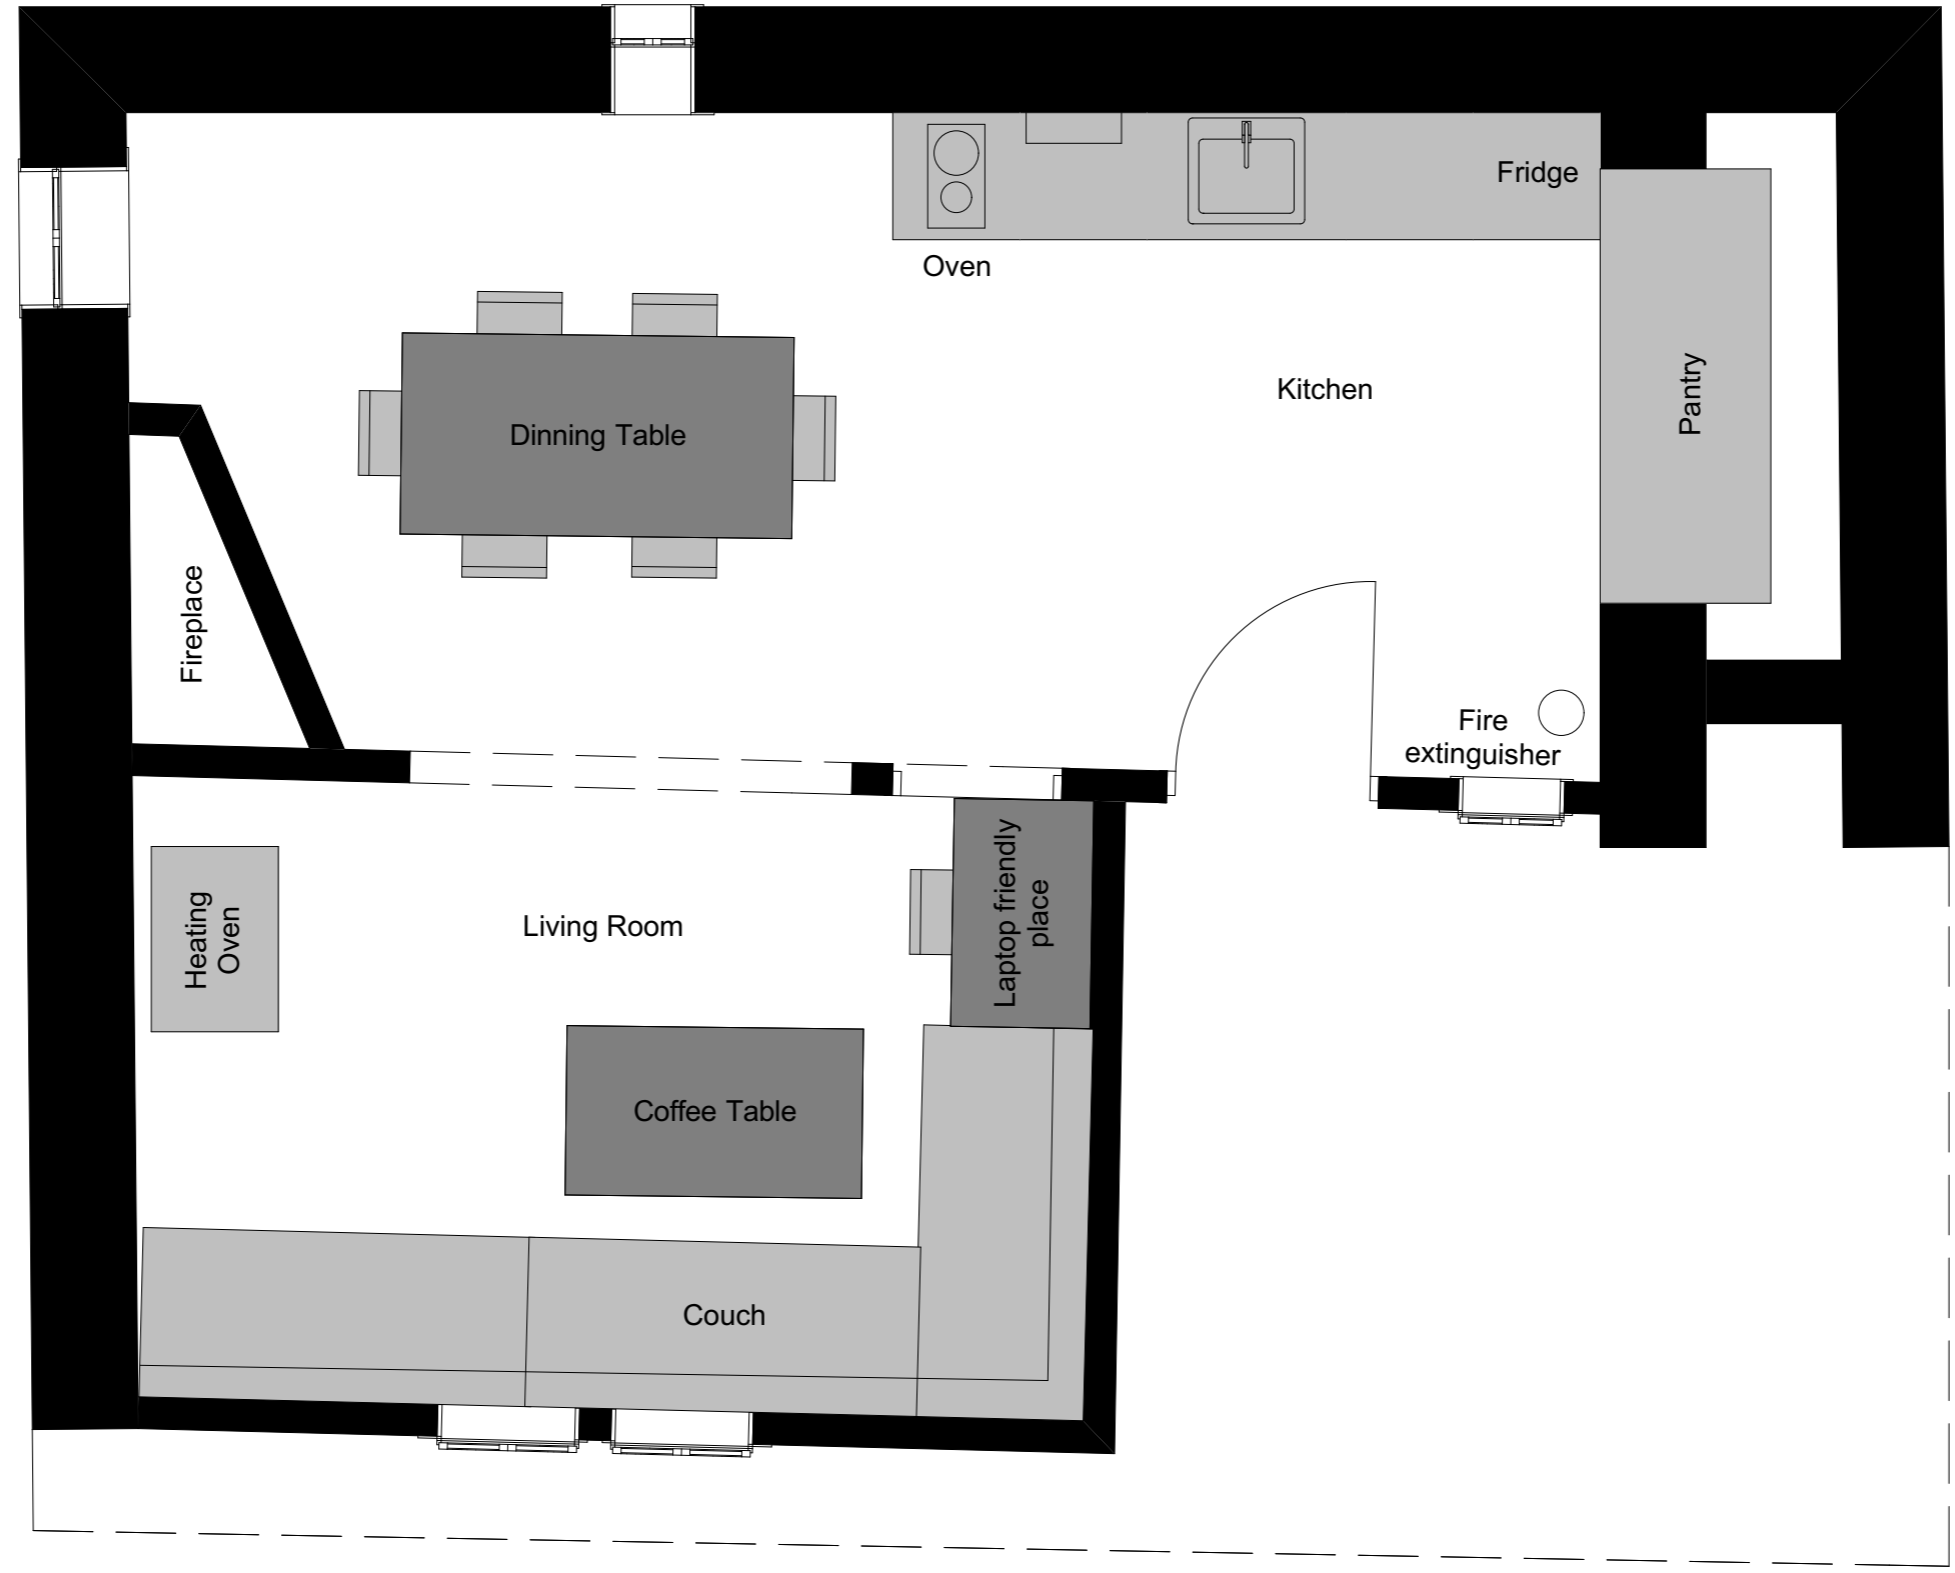 Fridge
Oven
Kitchen
Pantry
Dinning Table
Fireplace
Fire
extinguisher
Heating
Oven
Living Room
Laptop friendly
place
Coffee Table
Couch